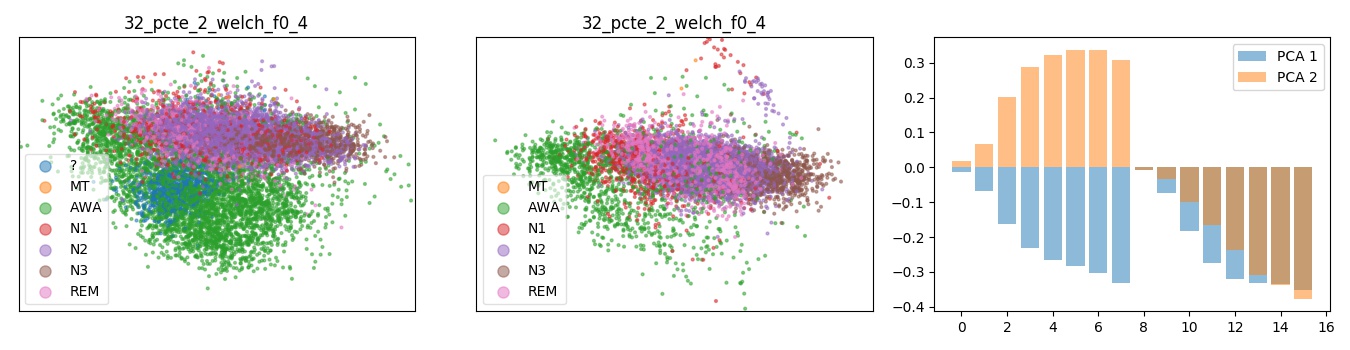 32_pcte_2_welch_f0_4
?
MT
AWA
N1
N2
N3
REM
32_pcte_2_welch_f0_4
MT
AWA
N1
N2
N3
REM
PCA 1
PCA 2
0.3
0.2
0.1
0.0
−0.1
−0.2
−0.3
−0.4
0 2 4 6 8 10 12 14 16